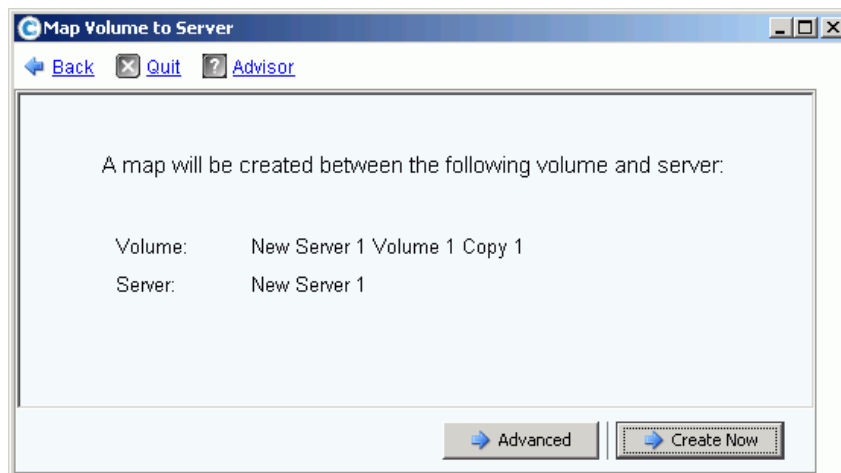 Map Volume to Server
Back Quit Advisor
A map will be created between the following volume and server:
Volume: New Server 1 Volume 1 Copy 1
Server: New Server 1
Advanced Create Now